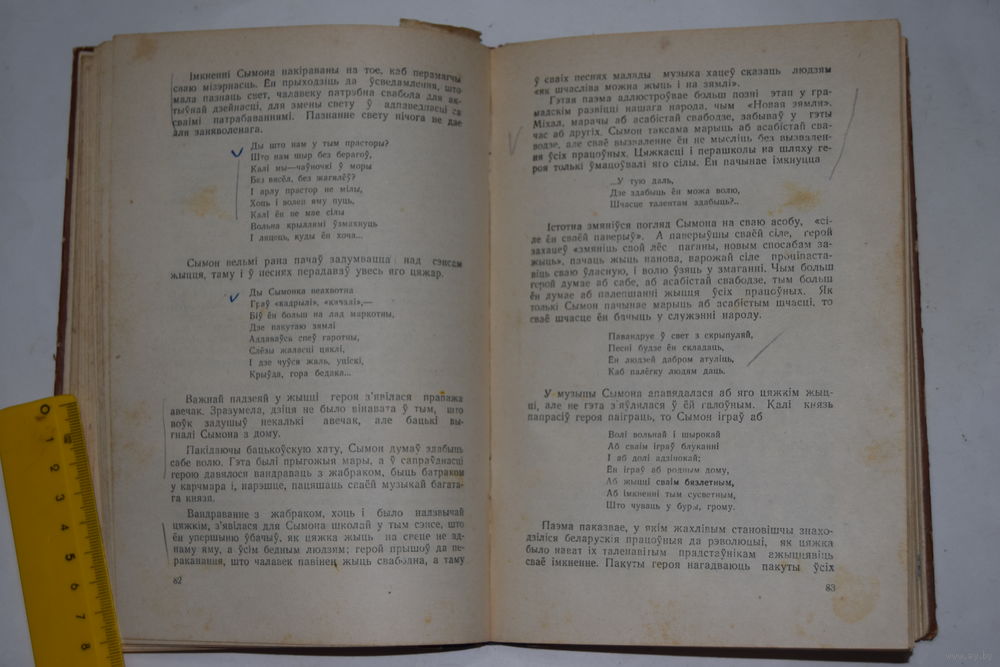 Імкненні Сымона накіраваны на тое, каб перамагчы
сваю мізэрнасць. Ён прыходзіць да ўсведамлення, што
мала пазнаць свет, чалавеку патрэбна свабода для ак-
тыўнай дзейнасці, для змены свету ў адпаведнасці са
сваімі патрабаваннямі. Пазнанне свету нічога не дае
для заняволенага.
Ды што нам у тым прасторы?
Што нам шыр без берагоў,
Калі мы—чаўночкі ў моры
Без вясёл, без жаглёў?
І арлу прастор не мілы,
Хоць і волен яму пуць,
Калі ён не мае сілы
Вольна крыллямі ўзмахнуць
І ляцець, куды ён хоча...
Сымон вельмі рана пачаў задумвацца над сэнсам
жыцця, таму і ў песнях перадаваў увесь яго цяжар.
Ды Сымонка неахвотна
Граў «кадрылі», «качалі»,—
Біў ён больш на лад маркотны,
Дзе пакутаю зямлі
Аддаваўся спеў гаротны,
Слёзы жаласці цяклі,
І дзе чуўся жаль, уціскі,
Крыўда, гора бедака...
Важнай падзеяй у жыцці героя з'явілася прапажа
авечак. Зразумела, дзіця не было вінавата ў тым, што
воўк задушыў некалькі авечак, але бацькі вы-
гналі Сымона з дому.
Пакідаючы бацькоўскую хату, Сымон думаў здабыць
сабе волю. Гэта былі прыгожыя мары, а ў сапраўднасці
герою давялося вандраваць з жабраком, быць батраком
у карчмара і, нарэшце, пацяшаць сваёй музыкай багата-
га князя.
Вандраванне з жабраком, хоць і было надзвычай
цяжкім, з'явілася для Сымона школай у тым сэнсе, што
ён упершыню ўбачыў, як цяжка жыць на свеце не ад-
наму яму, а ўсім бедным людзям; герой прышоў да пе-
раканання, што чалавек павінен жыць свабодна, а таму
82
ў сваіх песнях малады музыка хацеў сказаць людзям
«як шчасліва можна жыць і на зямлі».
Гэтая паэма адлюстроўвае больш позні этап у гра-
мадскім развіцці нашага народа, чым «Новая зямля».
Міхал, марачы аб асабістай свабодзе, забываў у гэты
час аб другіх. Сымон таксама марыць аб асабістай сва-
бодзе, але сваё вызваленне ён не мысліць без вызвален-
ня ўсіх працоўных. Цяжкасці і перашкоды на шляху ге-
роя толькі ўмацоўвалі яго сілы. Ён пачынае імкнуцца
...У тую даль,
Дзе здабыць ён можа волю,
Шчасце талентам здабыць?..
Істотна змяніўся погляд Сымона на сваю асобу, «сі-
ле ён сваёй паверыў». А паверыўшы сваёй сіле, герой
захацеў «змяніць свой лёс паганы, новым спосабам за-
жыць», пачаць жыць нанова, варожай сіле проціпаста-
віць сваю ўласную, і волю ўзяць у змаганні. Чым больш
герой думае аб сабе, аб асабістай свабодзе, тым больш
ён думае аб палепшанні жыцця ўсіх працоўных. Як
толькі Сымон пачынае марыць аб асабістым шчасці, то
сваё шчасце ён бачыць у служэнні народу.
Павандруе ў свет з скрыпуляй,
Песні будзе ён складаць,
Ён людзей дабром атуліць,
Каб палёгку людям даць.
У музыцы Сымона апавядалася аб яго цяжкім жыц-
ці, але не гэта з'яўлялася ў ёй галоўным. Калі князь
папрасіў героя паіграць, то Сымон іграў аб
Волі вольнай і шырокай
Аб сваім іграў блуканні
І аб долі адзінокай;
Ён іграў аб родным дому,
Аб жыцці сваім бязлетным,
Аб імкненні тым сусветным,
Што чуваць у буры, грому.
Паэма паказвае, у якім жахлівым становішчы знахо-
дзіліся беларускія працоўныя да рэволюцыі, як цяжка
было нават іх таленавітым прадстаўнікам ажыццявіць
сваё імкненне. Пакуты героя нагадваюць пакуты ўсіх
83
0
1
2
3
4
5
6
7
8
www.ay.by